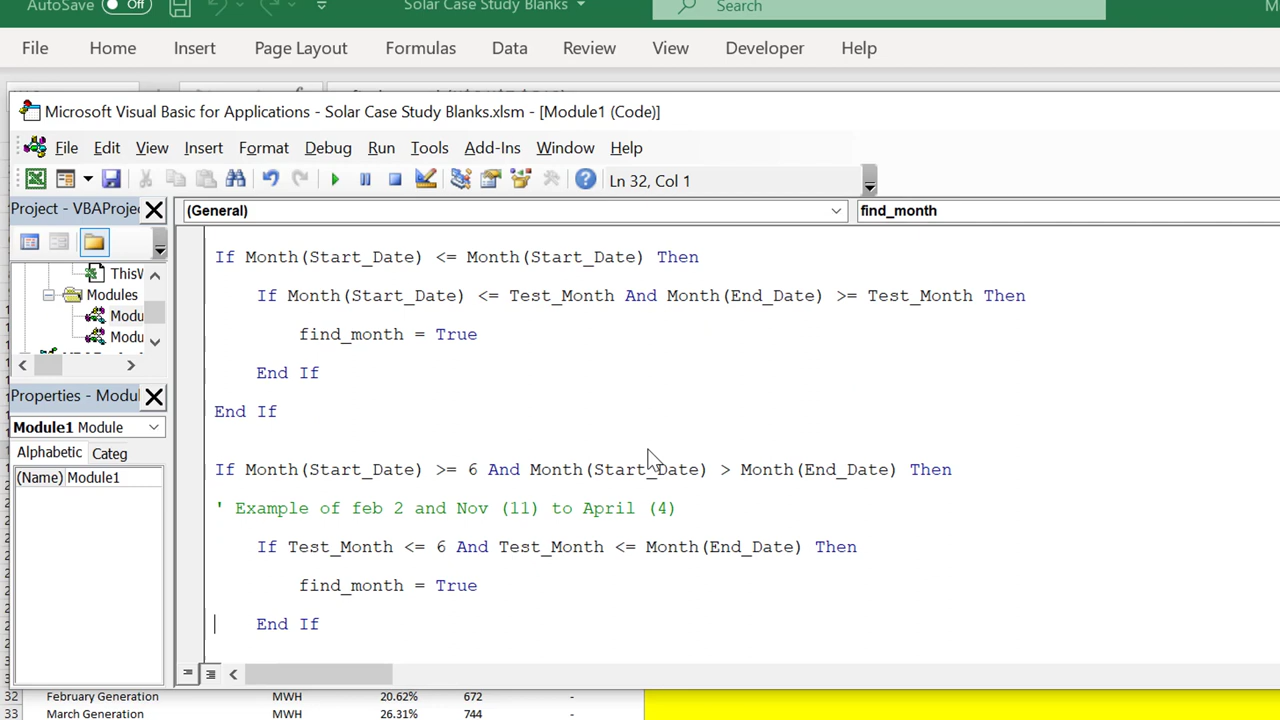 AutoSave Off Solar Case Study Blanks Search
File Home Insert Page Layout Formulas Data Review View Developer Help
Microsoft Visual Basic for Applications - Solar Case Study Blanks.xlsm - [Module1 (Code)]
File Edit View Insert Format Debug Run Tools Add-Ins Window Help
Ln 32, Col 1
Project - VBAProje
(General) find_month
ThisW
Modules
Modu
Modu
Properties - Modul
Module1 Module
Alphabetic Categ
(Name) Module1
If Month(Start_Date) <= Month(Start_Date) Then
If Month(Start_Date) <= Test_Month And Month(End_Date) >= Test_Month Then
find_month = True
End If
End If
If Month(Start_Date) >= 6 And Month(Start_Date) > Month(End_Date) Then
' Example of feb 2 and Nov (11) to April (4)
If Test_Month <= 6 And Test_Month <= Month(End_Date) Then
find_month = True
End If
32 February Generation MWH 20.62% 672 -
33 March Generation MWH 26.31% 744 -